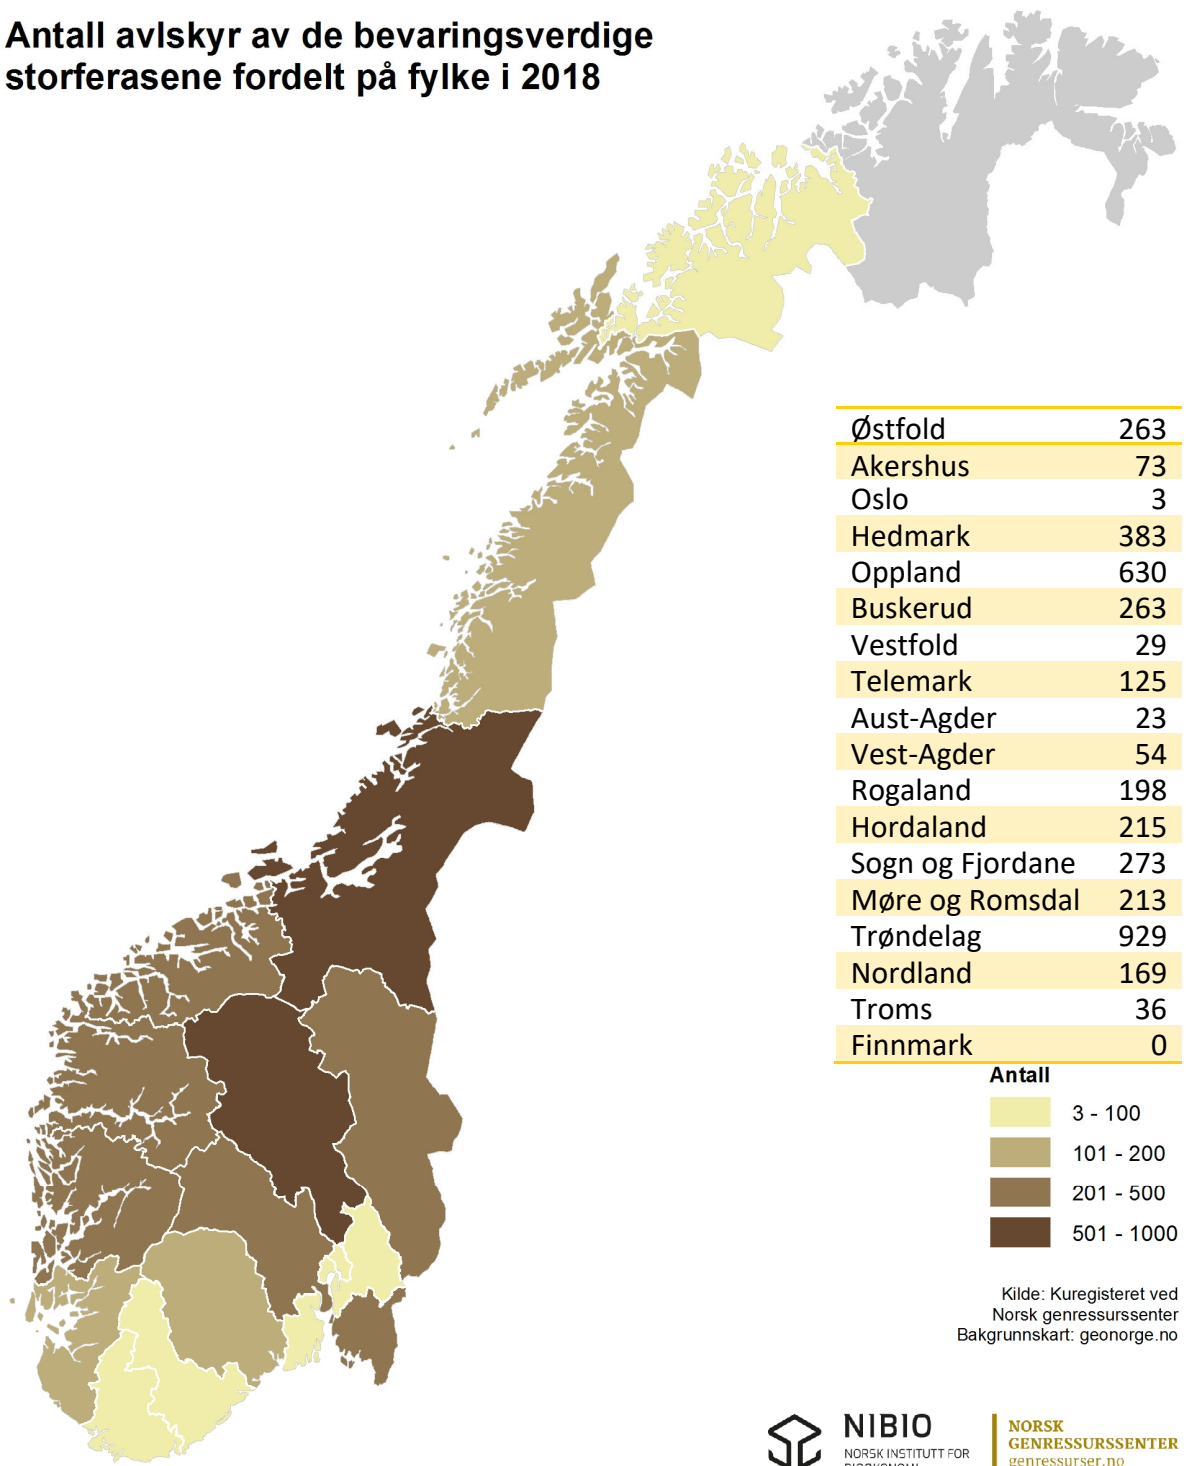 Antall avlskyr av de bevaringsverdige
storferasene fordelt på fylke i 2018
Østfold 263
Akershus 73
Oslo 3
Hedmark 383
Oppland 630
Buskerud 263
Vestfold 29
Telemark 125
Aust-Agder 23
Vest-Agder 54
Rogaland 198
Hordaland 215
Sogn og Fjordane 273
Møre og Romsdal 213
Trøndelag 929
Nordland 169
Troms 36
Finnmark 0
Antall
3 - 100
101 - 200
201 - 500
501 - 1000
Kilde: Kuregisteret ved
Norsk genressurssenter
Bakgrunnskart: geonorge.no
NIBIO
NORSK INSTITUTT FOR
BIOØKONOMI
NORSK
GENRESSURSSENTER
genressurser.no